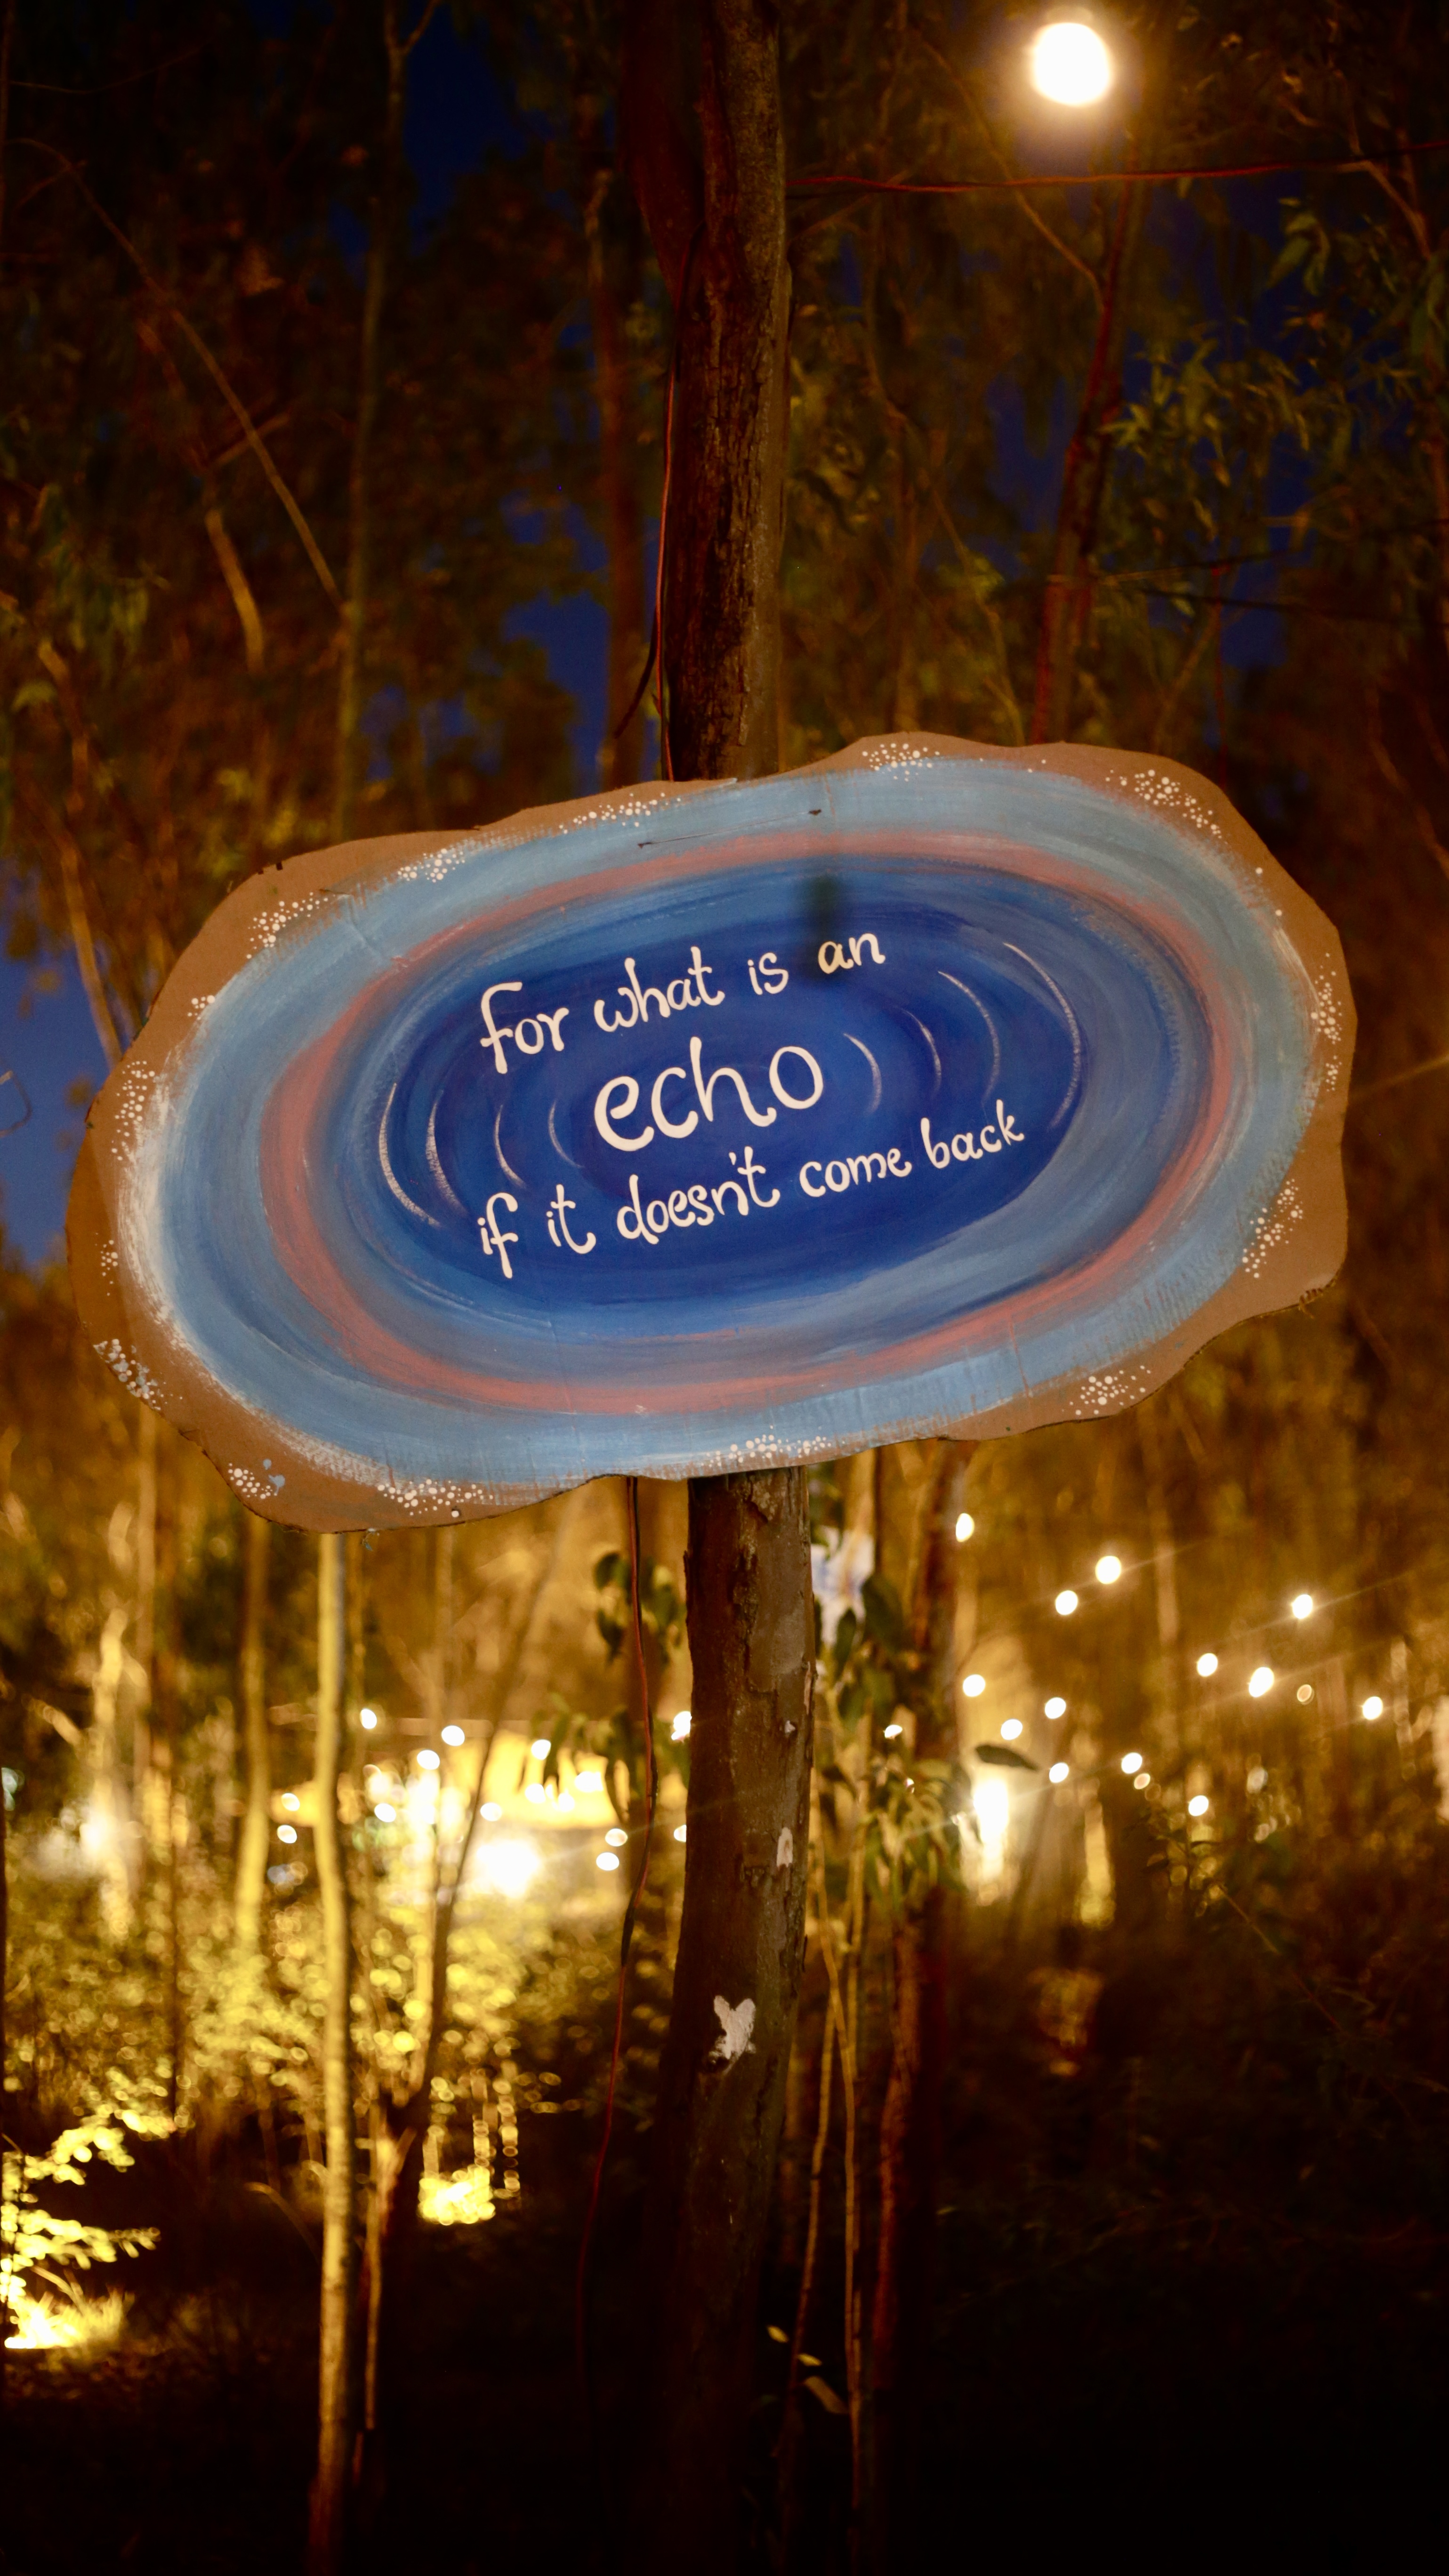 for what is an
echo
if it doesn't come back